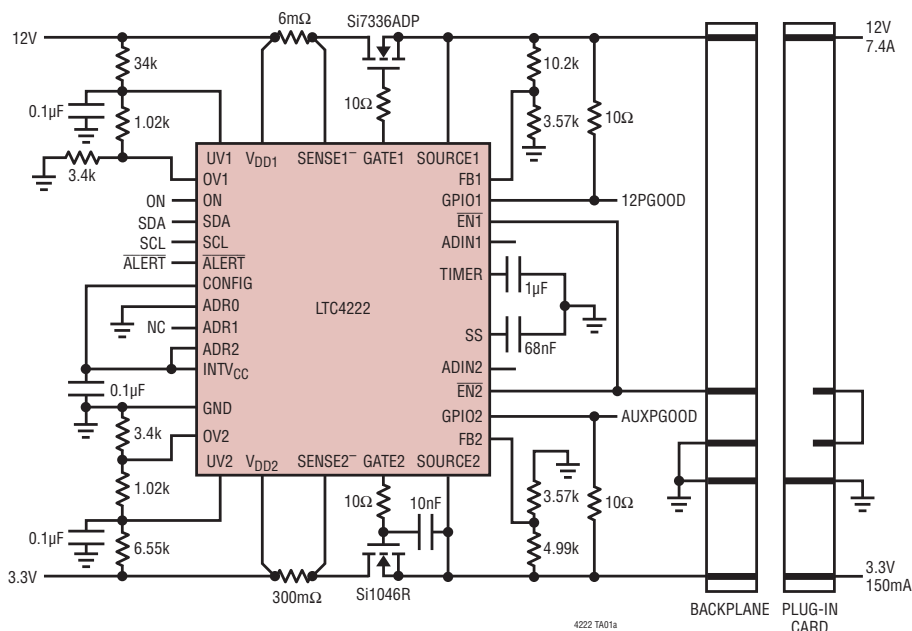 6mΩ
Si7336ADP
12V
12V
7.4A
34k
10.2k
10Ω
10Ω
0.1µF
1.02k
3.57k
3.4k
UV1
VDD1
SENSE1–
GATE1
SOURCE1
OV1
FB1
ON
ON
GPIO1
12PGOOD
SDA
SDA
EN1
SCL
SCL
ADIN1
ALERT
ALERT
CONFIG
TIMER
1µF
ADR0
LTC4222
NC
ADR1
SS
68nF
ADR2
INTVCC
ADIN2
0.1µF
EN2
GND
GPIO2
AUXPGOOD
3.4k
OV2
FB2
UV2
VDD2
SENSE2–
GATE2
SOURCE2
1.02k
10Ω
10nF
3.57k
10Ω
0.1µF
6.55k
4.99k
3.3V
3.3V
150mA
300mΩ
Si1046R
BACKPLANE
PLUG-IN
CARD
4222 TA01a